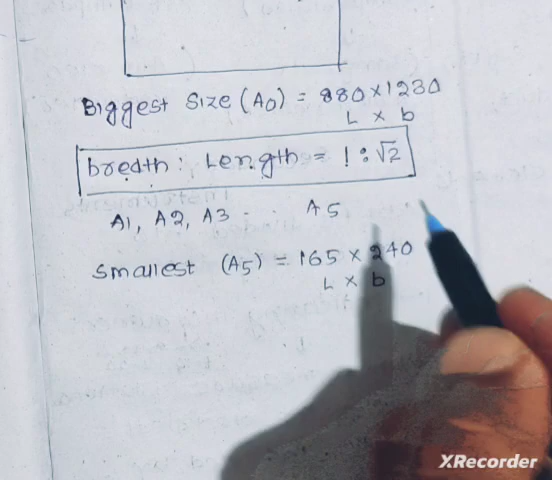 Biggest Size (A0) = 880 × 1230
L × b
breadth : Length = 1 : √2
A1, A2, A3 - - A5
Smallest (A5) = 165 × 240
L × b
XRecorder